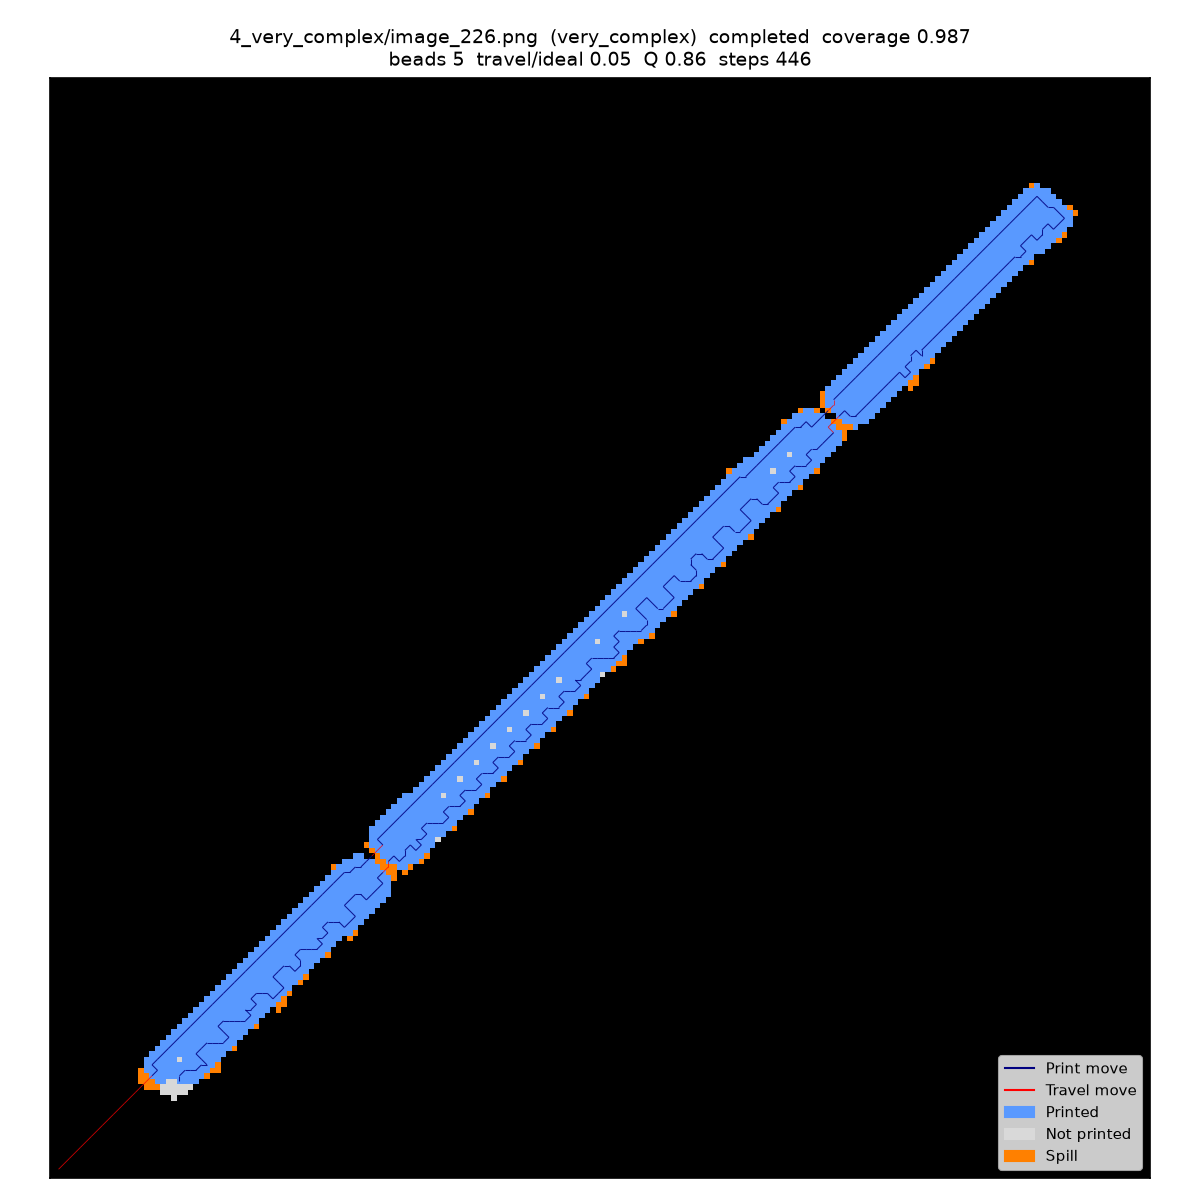 4_very_complex/image_226.png  (very_complex)  completed  coverage 0.987
beads 5  travel/ideal 0.05  Q 0.86  steps 446
Print move
Travel move
Printed
Not printed
Spill